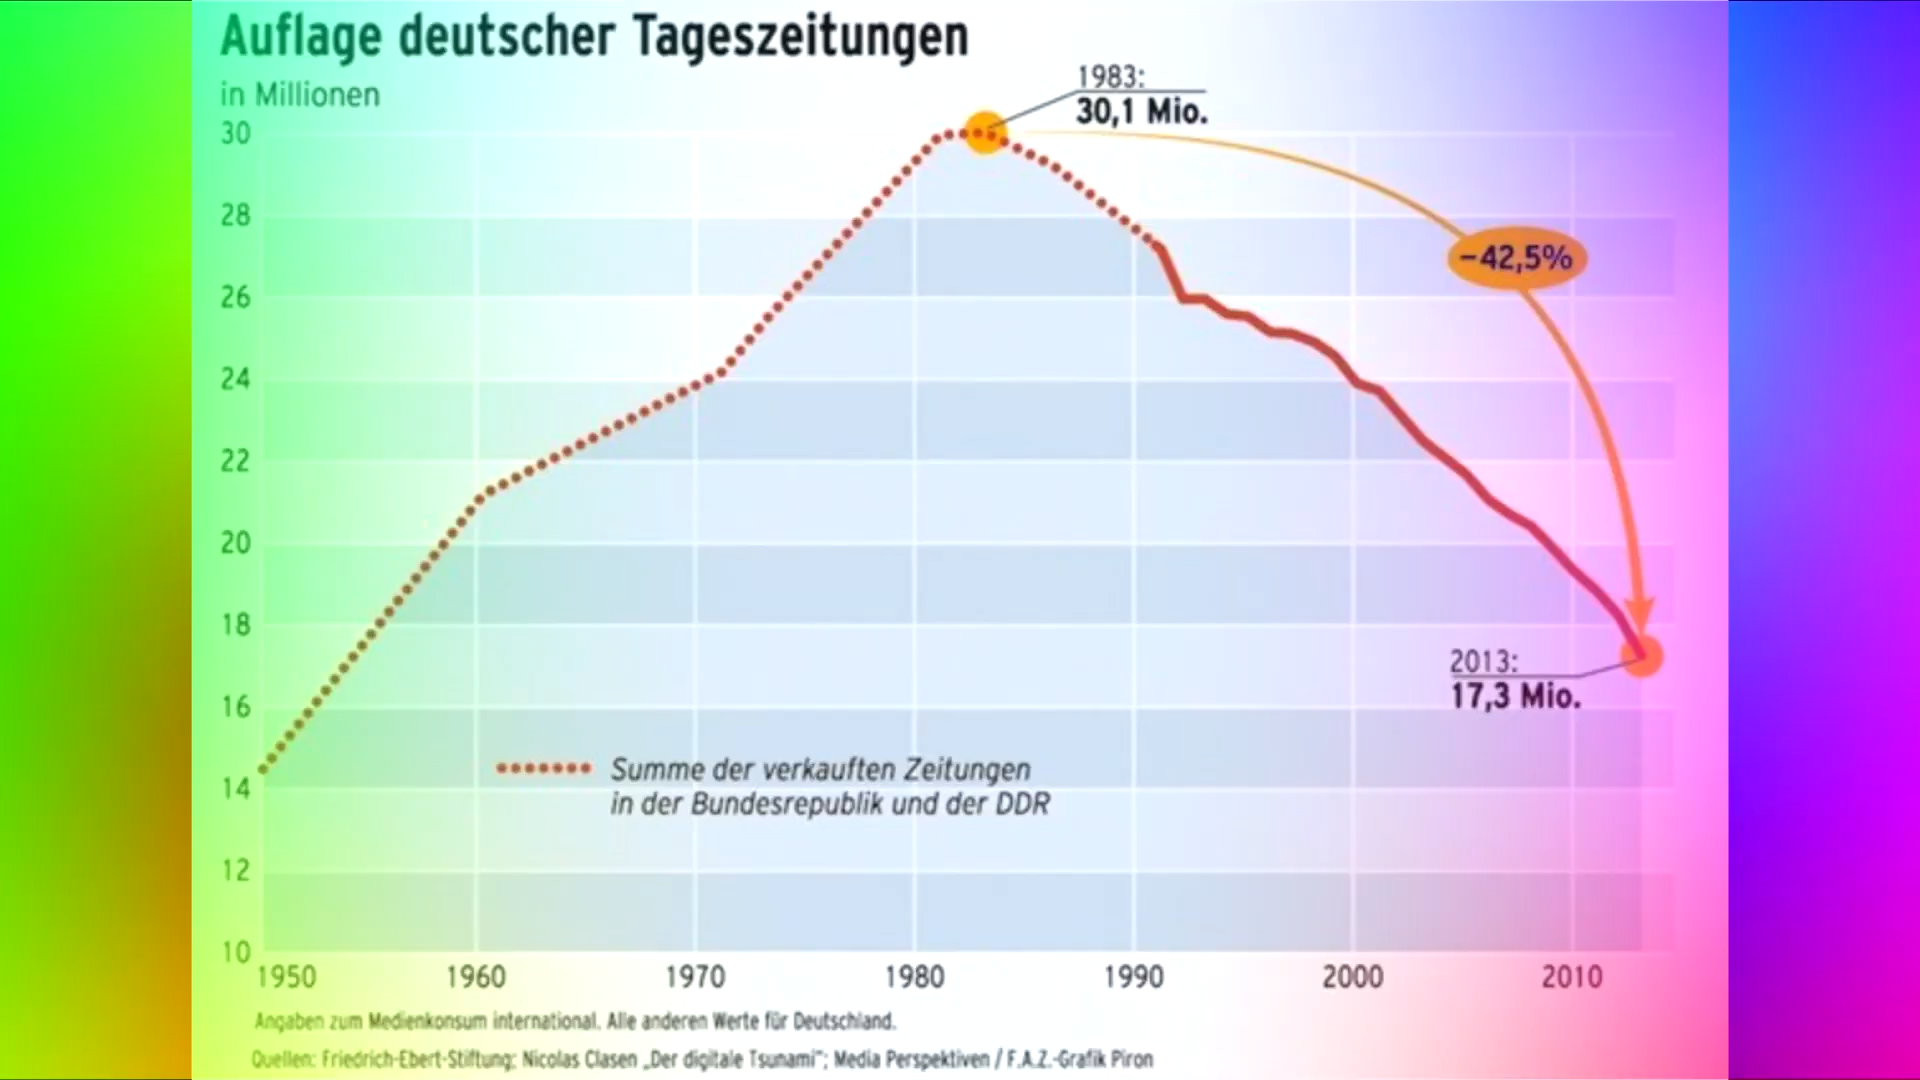 Auflage deutscher Tageszeitungen
in Millionen
1983:
30,1 Mio.
30
28
-42,5%
26
24
22
20
18
2013:
17,3 Mio.
16
Summe der verkauften Zeitungen
14
in der Bundesrepublik und der DDR
12
10
1950 1960 1970 1980 1990 2000 2010
Angaben zum Medienkonsum international. Alle anderen Werte für Deutschland.
Quellen: Friedrich-Ebert-Stiftung; Nicolas Clasen „Der digitale Tsunami"; Media Perspektiven / F.A.Z.-Grafik Piron